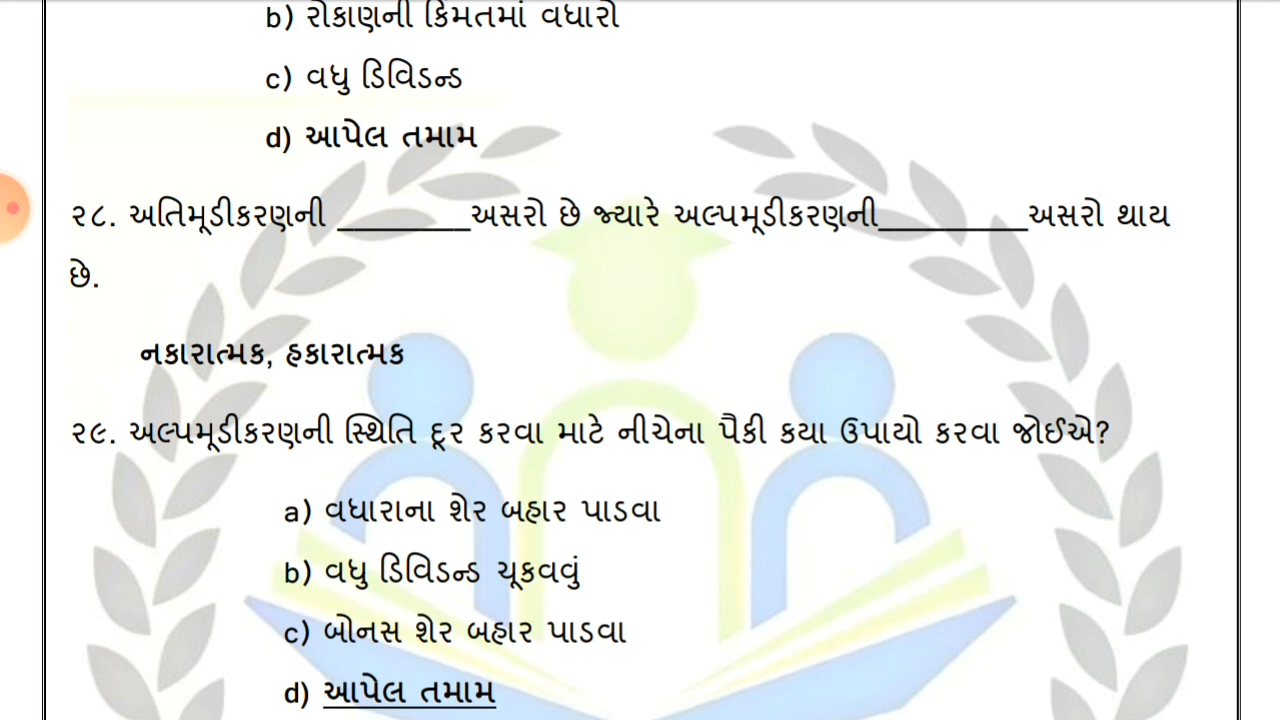 b) રોકાણની કિંમતમાં વધારો
c) વધુ ડિવિડન્ડ
d) આપેલ તમામ
૨૮. અતિમૂડીકરણની ________અસરો છે જ્યારે અલ્પમૂડીકરણની_________અસરો થાય
છે.
નકારાત્મક, હકારાત્મક
૨૯. અલ્પમૂડીકરણની સ્થિતિ દૂર કરવા માટે નીચેના પૈકી કયા ઉપાયો કરવા જોઈએ?
a) વધારાના શેર બહાર પાડવા
b) વધુ ડિવિડન્ડ ચૂકવવું
c) બોનસ શેર બહાર પાડવા
d) આપેલ તમામ